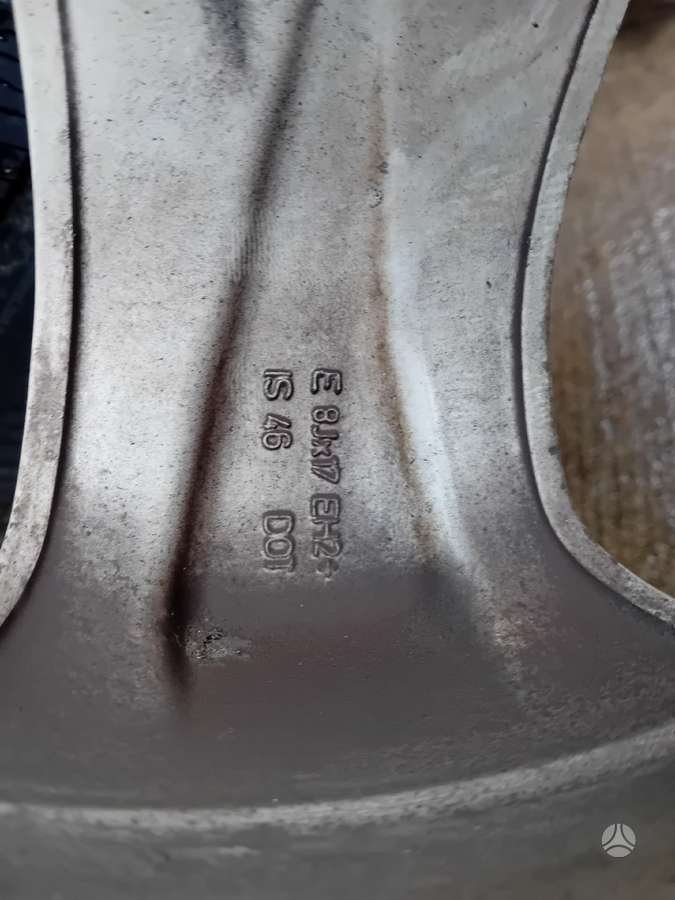 E 8Jx17 EH2+
IS 46 DOT